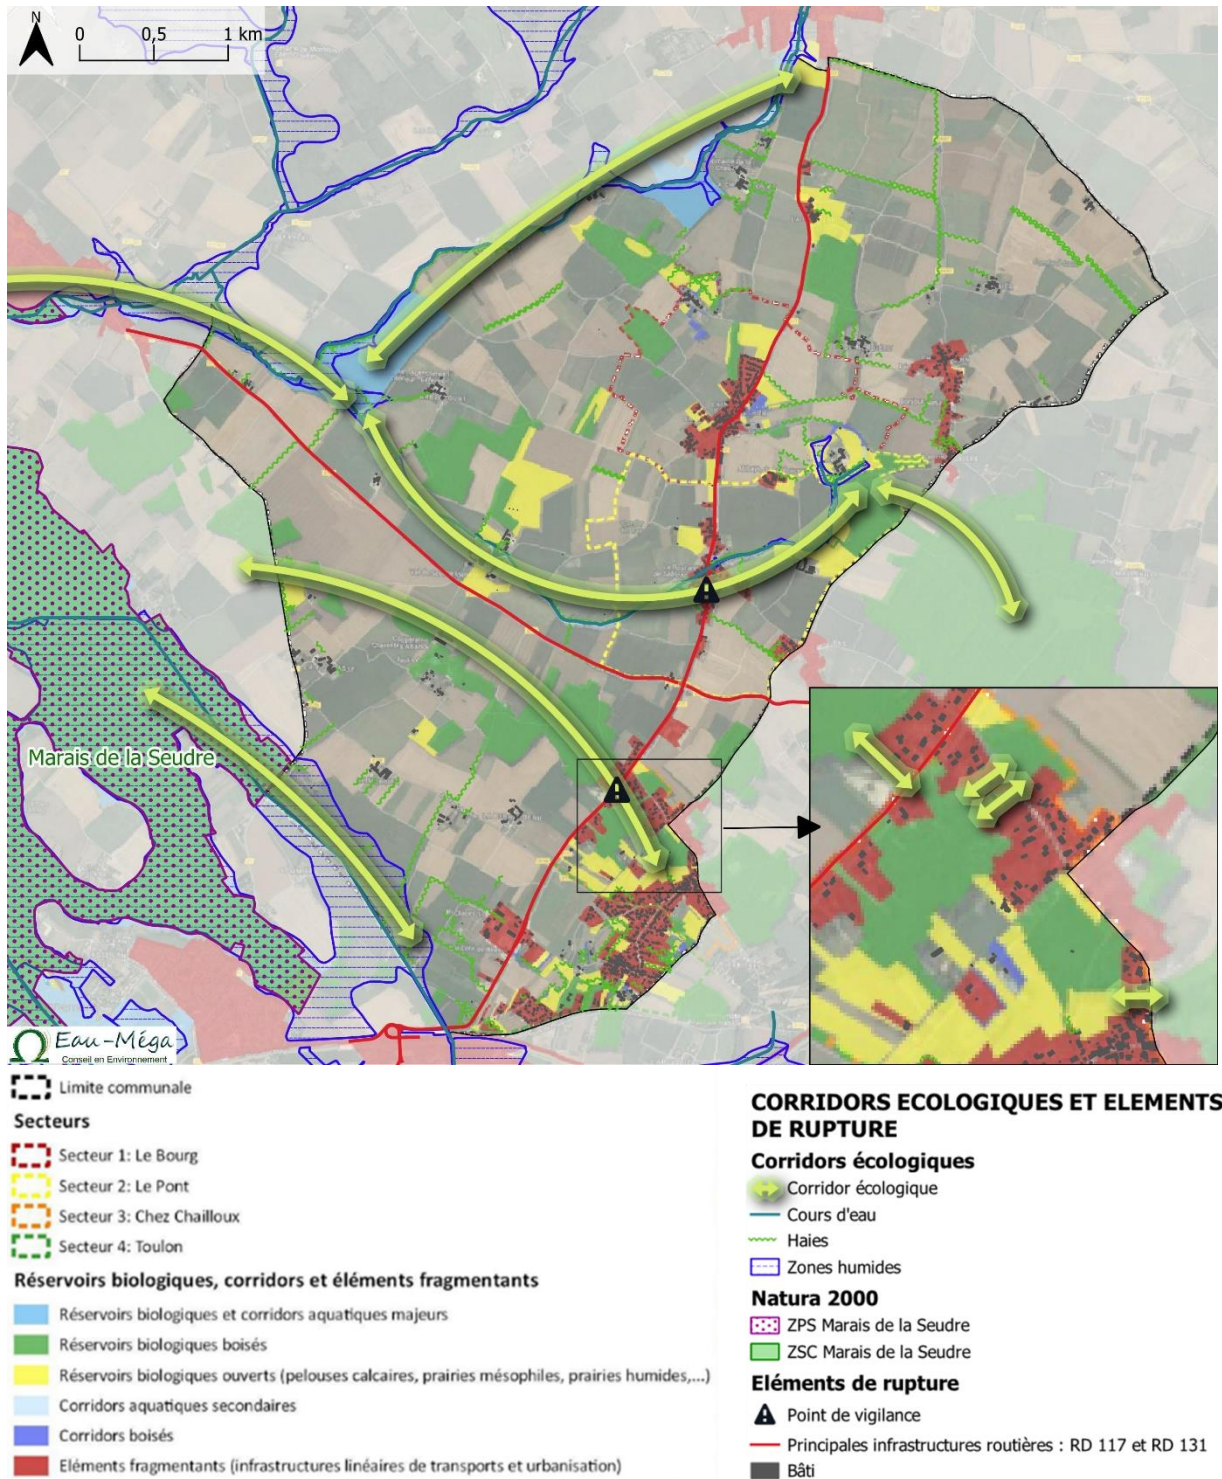 N
0 0,5 1 km
Marais de la Seudre
Eau-Méga
Conseil en Environnement
Limite communale
Secteurs
Secteur 1: Le Bourg
Secteur 2: Le Pont
Secteur 3: Chez Chailloux
Secteur 4: Toulon
Réservoirs biologiques, corridors et éléments fragmentants
Réservoirs biologiques et corridors aquatiques majeurs
Réservoirs biologiques boisés
Réservoirs biologiques ouverts (pelouses calcaires, prairies mésophiles, prairies humides,...)
Corridors aquatiques secondaires
Corridors boisés
Eléments fragmentants (infrastructures linéaires de transports et urbanisation)
CORRIDORS ECOLOGIQUES ET ELEMENTS
DE RUPTURE
Corridors écologiques
Corridor écologique
Cours d'eau
Haies
Zones humides
Natura 2000
ZPS Marais de la Seudre
ZSC Marais de la Seudre
Eléments de rupture
Point de vigilance
Principales infrastructures routières : RD 117 et RD 131
Bâti